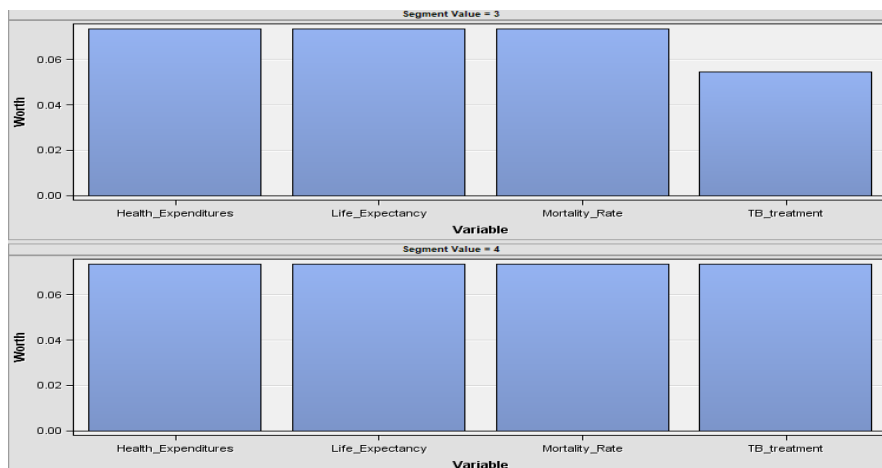 Segment Value = 3
0.06
0.04
0.02
0.00
Worth
Health_Expenditures Life_Expectancy Mortality_Rate TB_treatment
Variable
Segment Value = 4
0.06
0.04
0.02
0.00
Worth
Health_Expenditures Life_Expectancy Mortality_Rate TB_treatment
Variable